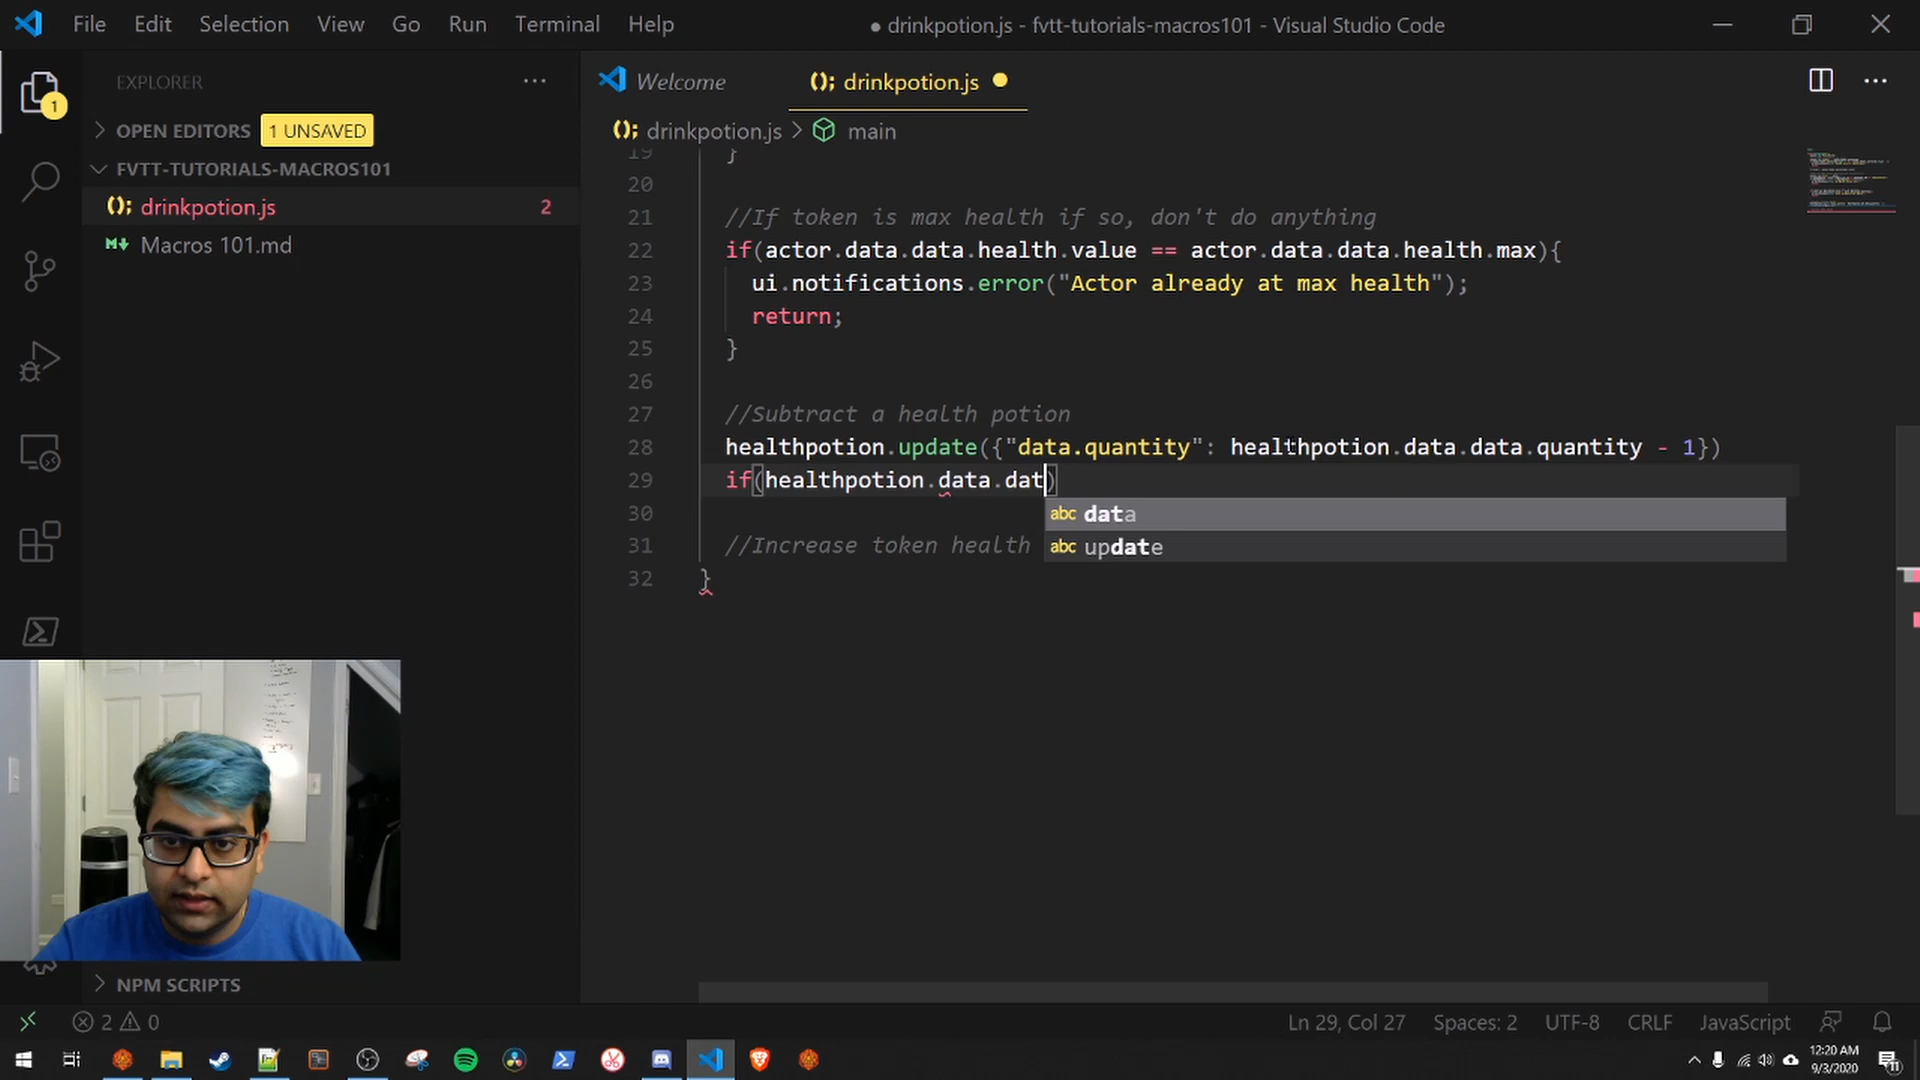 File Edit Selection View Go Run Terminal Help
● drinkpotion.js - fvtt-tutorials-macros101 - Visual Studio Code
EXPLORER
1
OPEN EDITORS 1 UNSAVED
FVTT-TUTORIALS-MACROS101
drinkpotion.js 2
Macros 101.md
NPM SCRIPTS
Welcome
drinkpotion.js
drinkpotion.js > main
19 }
20
21 //If token is max health if so, don't do anything
22 if(actor.data.data.health.value == actor.data.data.health.max){
23 ui.notifications.error("Actor already at max health");
24 return;
25 }
26
27 //Subtract a health potion
28 healthpotion.update({"data.quantity": healthpotion.data.data.quantity - 1})
29 if(healthpotion.data.dat)
30
31 //Increase token health
32 }
abc data
abc update
2 0
Ln 29, Col 27
Spaces: 2
UTF-8
CRLF
JavaScript
12:20 AM
9/3/2020
11